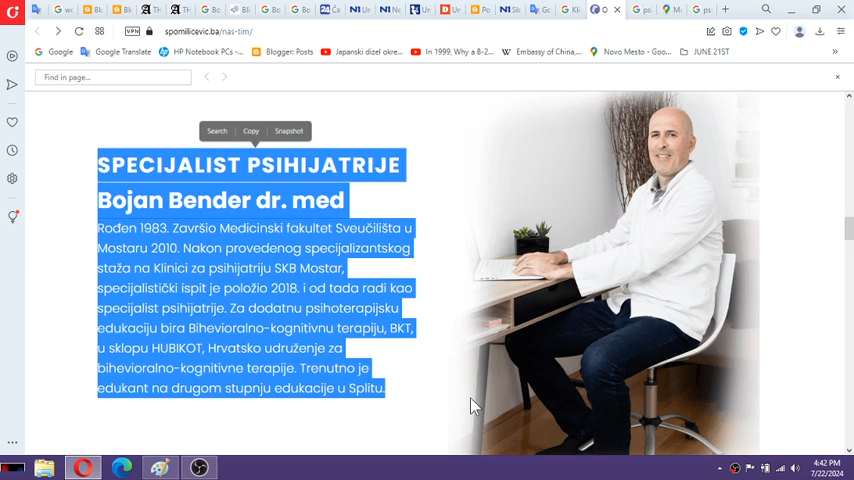 spomilicevic.ba/nas-tim/
VPN
Google
Google Translate
HP Notebook PCs -...
Blogger: Posts
Japanski dizel okre...
In 1999, Why a B-2...
Embassy of China,...
Novo Mesto - Goo...
JUNE 21ST
Find in page...
Search
Copy
Snapshot
SPECIJALIST PSIHIJATRIJE
Bojan Bender dr. med
Rođen 1983. Završio Medicinski fakultet Sveučilišta u
Mostaru 2010. Nakon provedenog specijalizantskog
staža na Klinici za psihijatriju SKB Mostar,
specijalistički ispit je položio 2018. i od tada radi kao
specijalist psihijatrije. Za dodatnu psihoterapijsku
edukaciju bira Bihevioralno-kognitivnu terapiju, BKT,
u sklopu HUBIKOT, Hrvatsko udruženje za
bihevioralno-kognitivne terapije. Trenutno je
edukant na drugom stupnju edukacije u Splitu.
4:42 PM
7/22/2024